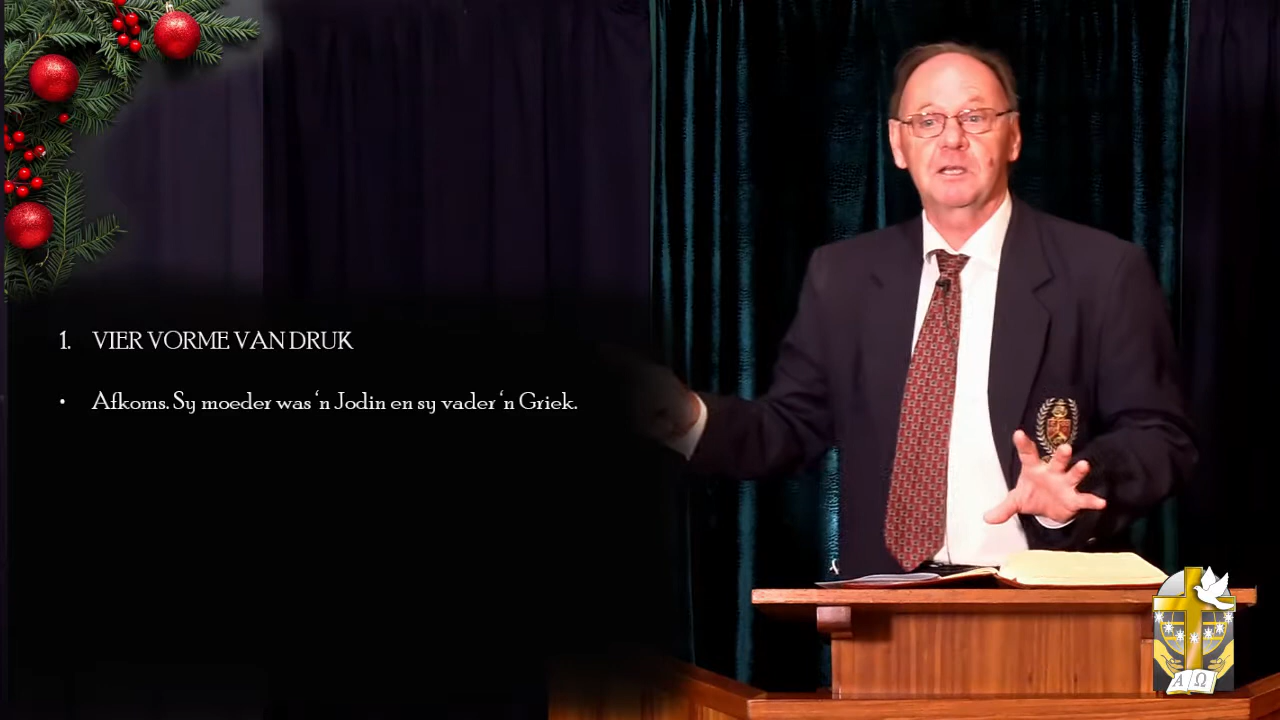 1. VIER VORME VAN DRUK
• Afkoms. Sy moeder was ‘n Jodin en sy vader ‘n Griek.
A Ω